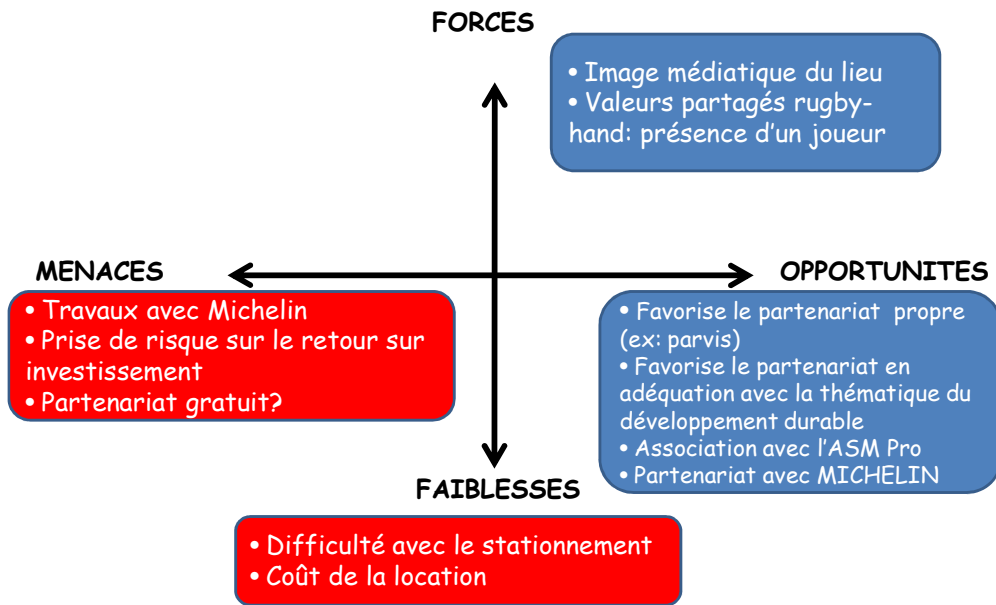 FORCES
• Image médiatique du lieu
• Valeurs partagés rugby-
hand: présence d'un joueur
MENACES
• Travaux avec Michelin
• Prise de risque sur le retour sur
investissement
• Partenariat gratuit?
OPPORTUNITES
• Favorise le partenariat propre
(ex: parvis)
• Favorise le partenariat en
adéquation avec la thématique du
développement durable
• Association avec l'ASM Pro
• Partenariat avec MICHELIN
FAIBLESSES
• Difficulté avec le stationnement
• Coût de la location